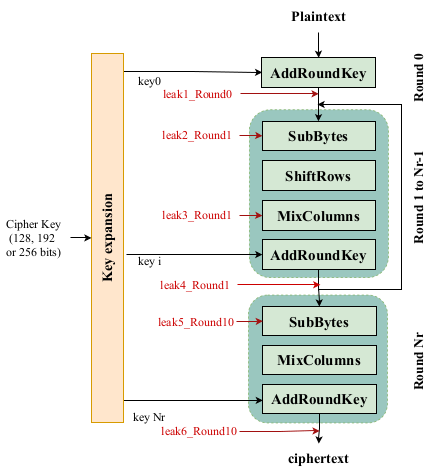 Plaintext
AddRoundKey
key0
leak1_Round0
Round 0
SubBytes
leak2_Round1
ShiftRows
MixColumns
leak3_Round1
Round 1 to Nr-1
Cipher Key
(128, 192
or 256 bits)
Key expansion
AddRoundKey
key i
leak4_Round1
SubBytes
leak5_Round10
MixColumns
Round Nr
AddRoundKey
key Nr
leak6_Round10
ciphertext